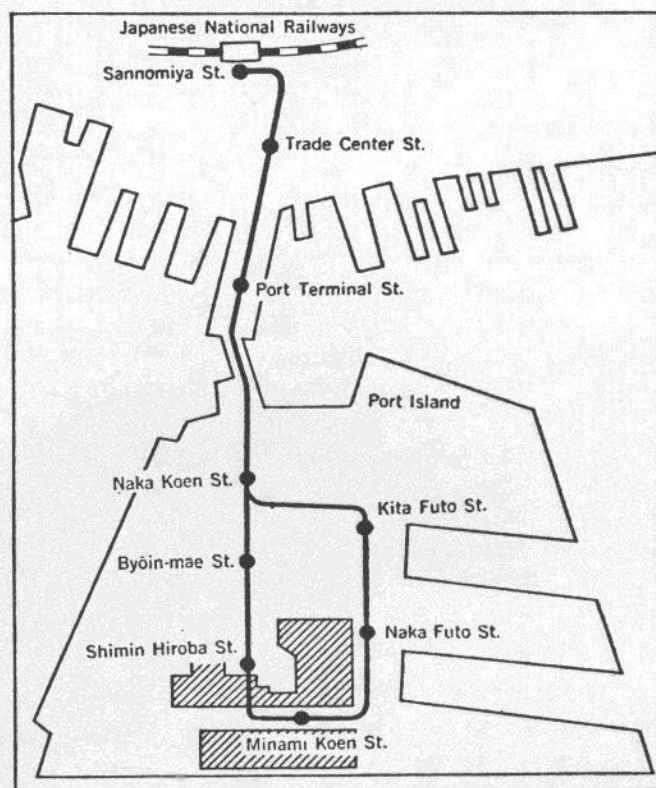 Japanese National Railways
Sannomiya St.
Trade Center St.
Port Terminal St.
Port Island
Naka Koen St.
Kita Futo St.
Byōin-mae St.
Naka Futo St.
Shimin Hiroba St.
Minami Koen St.